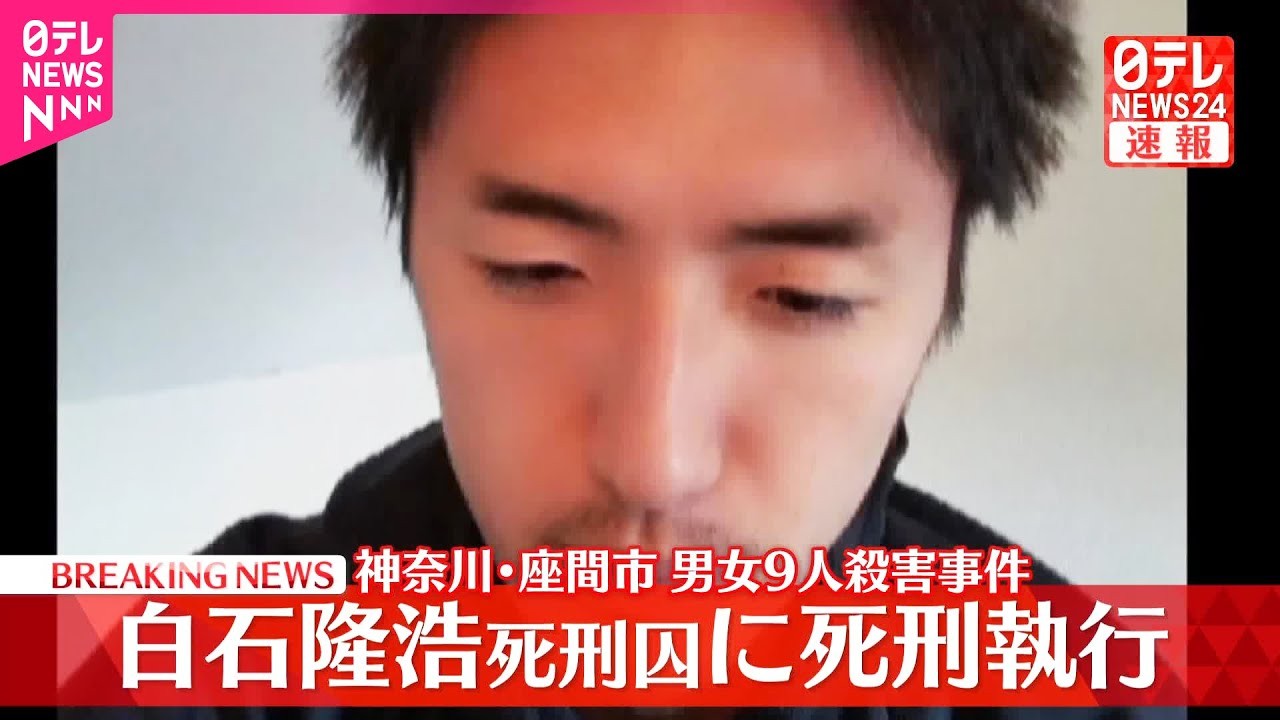 日テレ
NEWS
NNN
日テレ
NEWS24
速報
BREAKING NEWS
神奈川・座間市 男女9人殺害事件
白石隆浩死刑囚に死刑執行